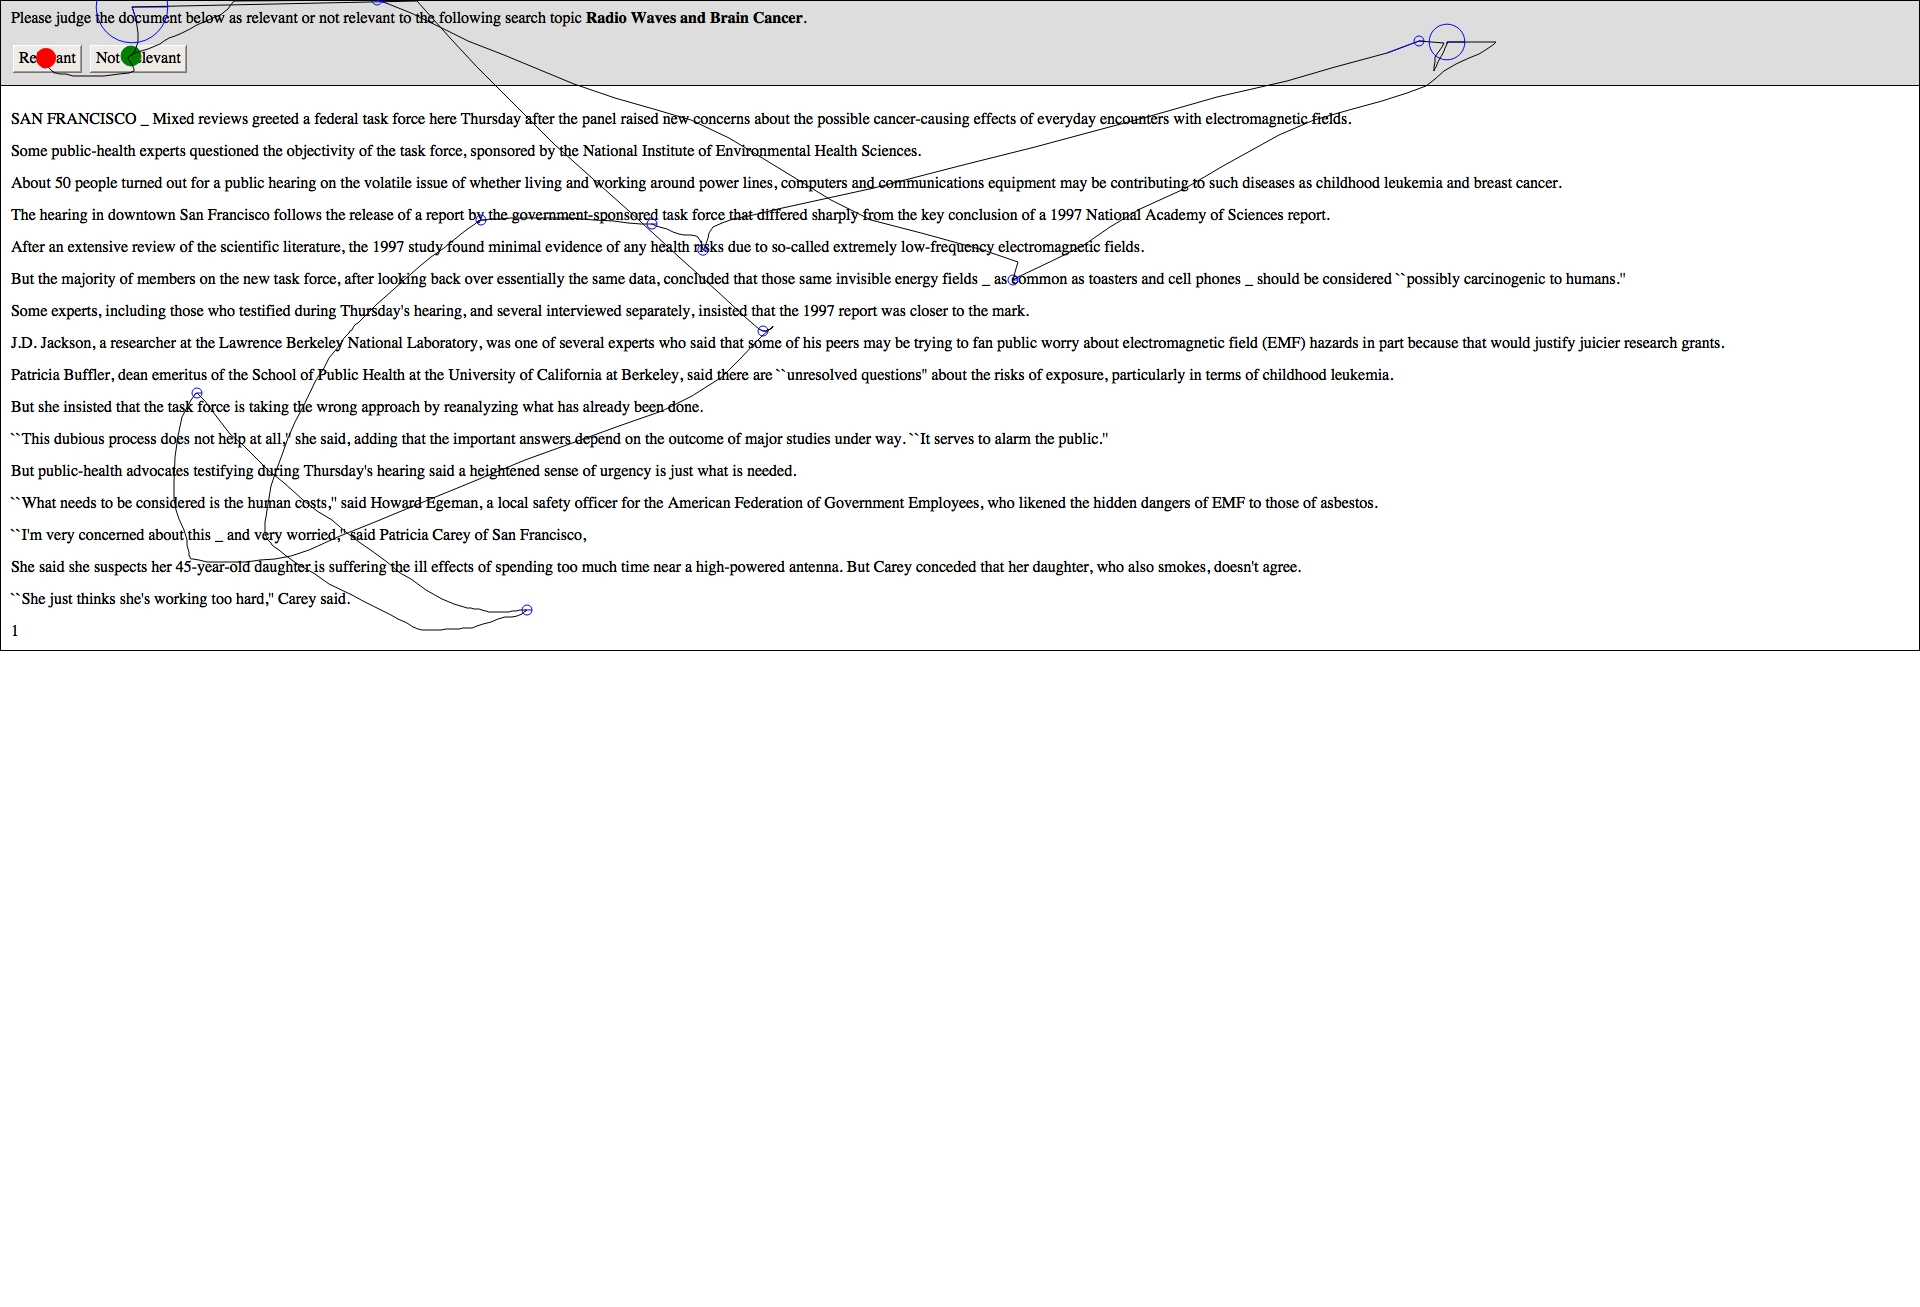 Please judge the document below as relevant or not relevant to the following search topic Radio Waves and Brain Cancer.
Re ant Not levant
SAN FRANCISCO _ Mixed reviews greeted a federal task force here Thursday after the panel raised new concerns about the possible cancer-causing effects of everyday encounters with electromagnetic fields.
Some public-health experts questioned the objectivity of the task force, sponsored by the National Institute of Environmental Health Sciences.
About 50 people turned out for a public hearing on the volatile issue of whether living and working around power lines, computers and communications equipment may be contributing to such diseases as childhood leukemia and breast cancer.
The hearing in downtown San Francisco follows the release of a report by the government-sponsored task force that differed sharply from the key conclusion of a 1997 National Academy of Sciences report.
After an extensive review of the scientific literature, the 1997 study found minimal evidence of any health risks due to so-called extremely low-frequency electromagnetic fields.
But the majority of members on the new task force, after looking back over essentially the same data, concluded that those same invisible energy fields _ as common as toasters and cell phones _ should be considered ``possibly carcinogenic to humans.''
Some experts, including those who testified during Thursday's hearing, and several interviewed separately, insisted that the 1997 report was closer to the mark.
J.D. Jackson, a researcher at the Lawrence Berkeley National Laboratory, was one of several experts who said that some of his peers may be trying to fan public worry about electromagnetic field (EMF) hazards in part because that would justify juicier research grants.
Patricia Buffler, dean emeritus of the School of Public Health at the University of California at Berkeley, said there are ``unresolved questions'' about the risks of exposure, particularly in terms of childhood leukemia.
But she insisted that the task force is taking the wrong approach by reanalyzing what has already been done.
``This dubious process does not help at all,'' she said, adding that the important answers depend on the outcome of major studies under way. ``It serves to alarm the public.''
But public-health advocates testifying during Thursday's hearing said a heightened sense of urgency is just what is needed.
``What needs to be considered is the human costs,'' said Howard Egeman, a local safety officer for the American Federation of Government Employees, who likened the hidden dangers of EMF to those of asbestos.
``I'm very concerned about this _ and very worried,'' said Patricia Carey of San Francisco,
She said she suspects her 45-year-old daughter is suffering the ill effects of spending too much time near a high-powered antenna. But Carey conceded that her daughter, who also smokes, doesn't agree.
``She just thinks she's working too hard,'' Carey said.
1